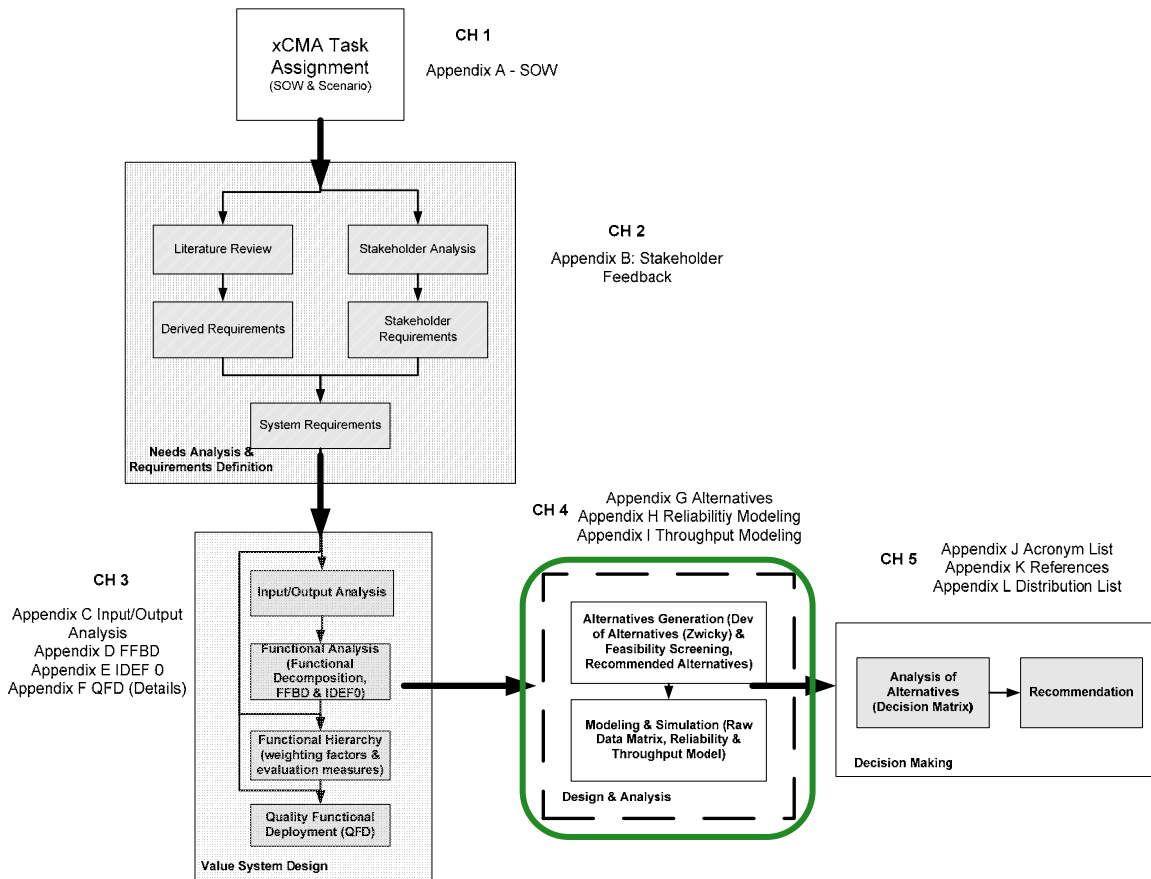 xCMA Task
Assignment
(SOW & Scenario)
CH 1
Appendix A - SOW
Literature Review
Stakeholder Analysis
Derived Requirements
Stakeholder
Requirements
System Requirements
Needs Analysis &
Requirements Definition
CH 2
Appendix B: Stakeholder
Feedback
CH 3
Appendix C Input/Output
Analysis
Appendix D FFBD
Appendix E IDEF 0
Appendix F QFD (Details)
Input/Output Analysis
Functional Analysis
(Functional
Decomposition,
FFBD & IDEF0)
Functional Hierarchy
(weighting factors &
evaluation measures)
Quality Functional
Deployment (QFD)
Value System Design
CH 4
Appendix G Alternatives
Appendix H Reliabilitiy Modeling
Appendix I Throughput Modeling
Alternatives Generation (Dev
of Alternatives (Zwicky) &
Feasibility Screening,
Recommended Alternatives)
Modeling & Simulation (Raw
Data Matrix, Reliability &
Throughput Model)
Design & Analysis
CH 5
Appendix J Acronym List
Appendix K References
Appendix L Distribution List
Analysis of
Alternatives
(Decision Matrix)
Recommendation
Decision Making